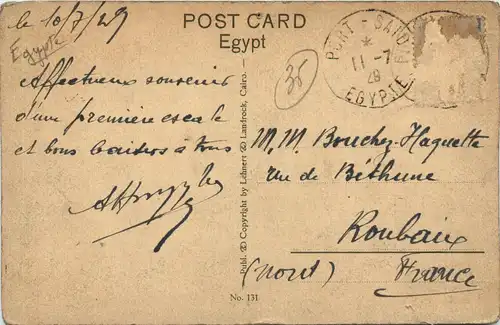 le 10/7/29
Egypte
POST CARD
Egypt
PORT-SAID
11-7
EGYPTE
35
Affectueux souvenir
d'une première escale
et bons baisers à tous
M.M. Bouchez-Haquette
rue de Béthune
Roubaix
(Nord) France
Publ. & Copyright by Lehnert & Landrock, Cairo.
No. 131